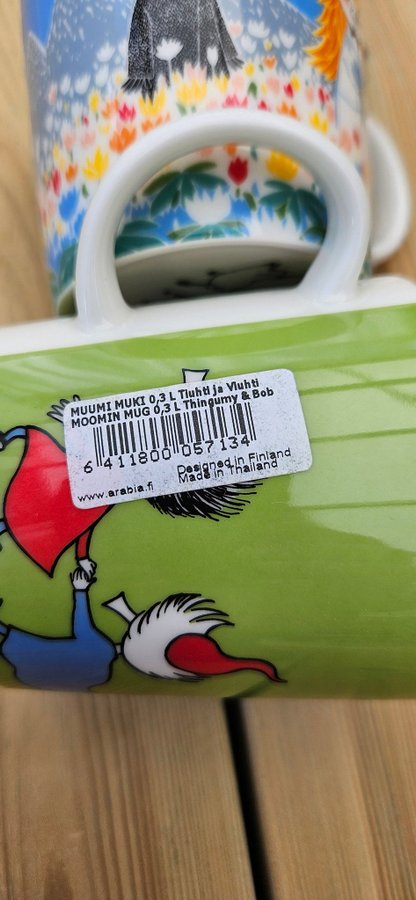 MUUMI MUKI 0,3 L Tiuhti ja Viuhti
MOOMIN MUG 0,3 L Thingumy & Bob
6 411800 057134
Designed in Finland
Made in Thailand
www.arabia.fi